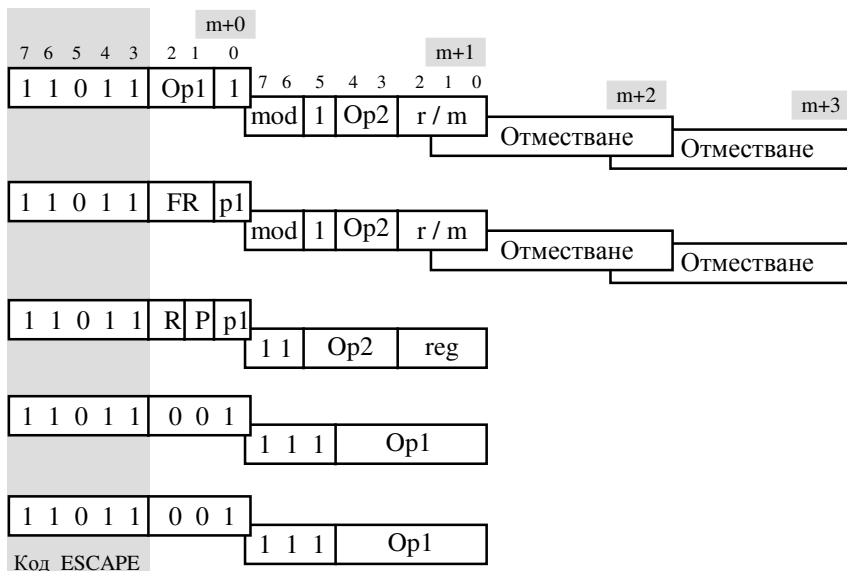 m+0
7 6 5 4 3 2 1 0
m+1
1 1 0 1 1 Op1 1
7 6 5 4 3 2 1 0
m+2
m+3
mod 1 Op2 r / m
Отместване
Отместване
1 1 0 1 1 FR p1
mod 1 Op2 r / m
Отместване
Отместване
1 1 0 1 1 R P p1
1 1 Op2 reg
1 1 0 1 1 0 0 1
1 1 1 Op1
1 1 0 1 1 0 0 1
1 1 1 Op1
Код ESCAPE